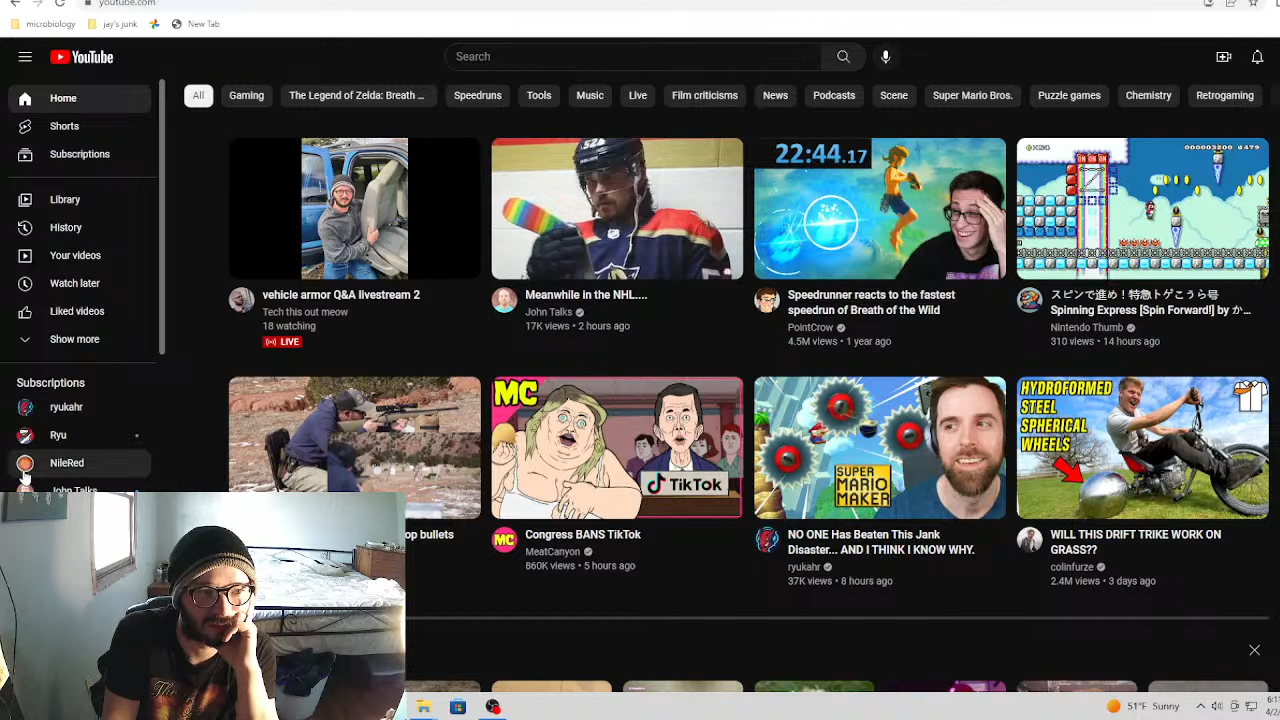 youtube.com
microbiology
jay's junk
New Tab
YouTube
Search
Home
Shorts
Subscriptions
Library
History
Your videos
Watch later
Liked videos
Show more
Subscriptions
ryukahr
Ryu
NileRed
John Talks
All
Gaming
The Legend of Zelda: Breath ...
Speedruns
Tools
Music
Live
Film criticisms
News
Podcasts
Scene
Super Mario Bros.
Puzzle games
Chemistry
Retrogaming
vehicle armor Q&A livestream 2
Tech this out meow
18 watching
LIVE
Meanwhile in the NHL....
John Talks
17K views • 2 hours ago
22:44.17
Speedrunner reacts to the fastest
speedrun of Breath of the Wild
PointCrow
4.5M views • 1 year ago
スピンで進め！特急トゲこうら号
Spinning Express [Spin Forward!] by か...
Nintendo Thumb
310 views • 14 hours ago
op bullets
MC
TikTok
MC
Congress BANS TikTok
MeatCanyon
860K views • 5 hours ago
SUPER
MARIO
MAKER
NO ONE Has Beaten This Jank
Disaster... AND I THINK I KNOW WHY.
ryukahr
37K views • 8 hours ago
HYDROFORMED
STEEL
SPHERICAL
WHEELS
WILL THIS DRIFT TRIKE WORK ON
GRASS??
colinfurze
2.4M views • 3 days ago
51°F Sunny